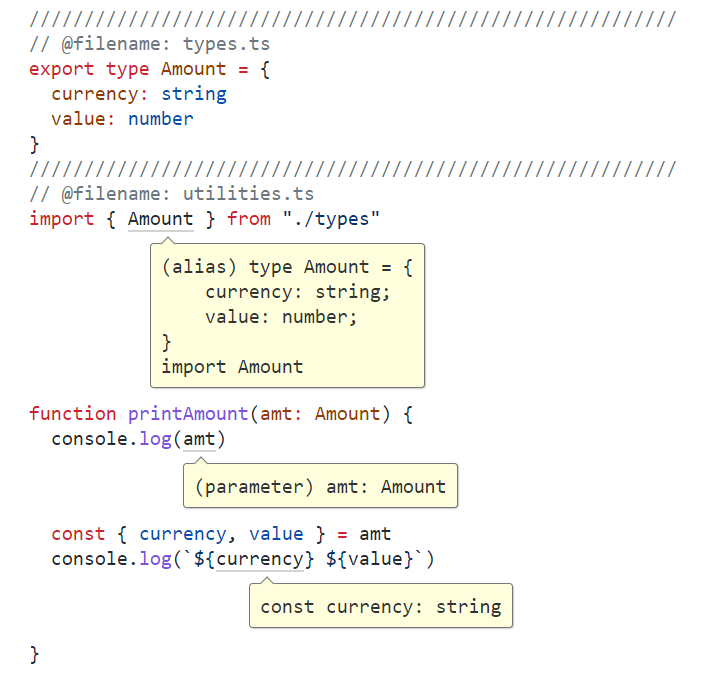 ///////////////////////////////////////////////////////////
// @filename: types.ts
export type Amount = {
  currency: string
  value: number
}
///////////////////////////////////////////////////////////
// @filename: utilities.ts
import { Amount } from "./types"
(alias) type Amount = {
    currency: string;
    value: number;
}
import Amount
function printAmount(amt: Amount) {
  console.log(amt)
(parameter) amt: Amount
  const { currency, value } = amt
  console.log(`${currency} ${value}`)
const currency: string
}